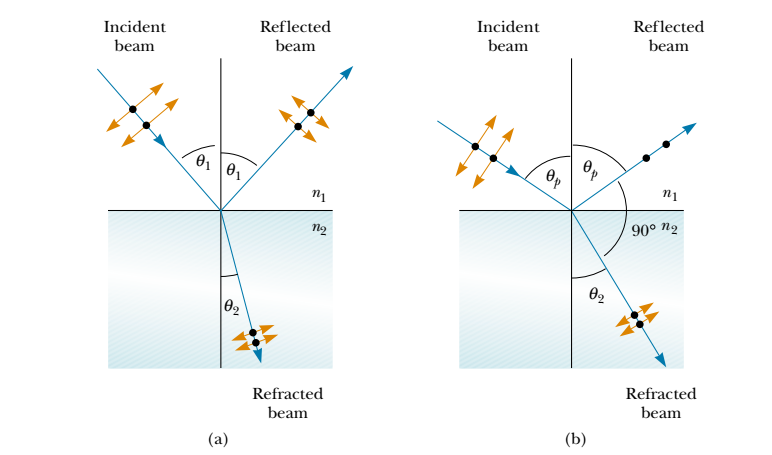 Incident
beam
Reflected
beam
θ1
θ1
n1
n2
θ2
Refracted
beam
(a)
Incident
beam
Reflected
beam
θp
θp
n1
90° n2
θ2
Refracted
beam
(b)